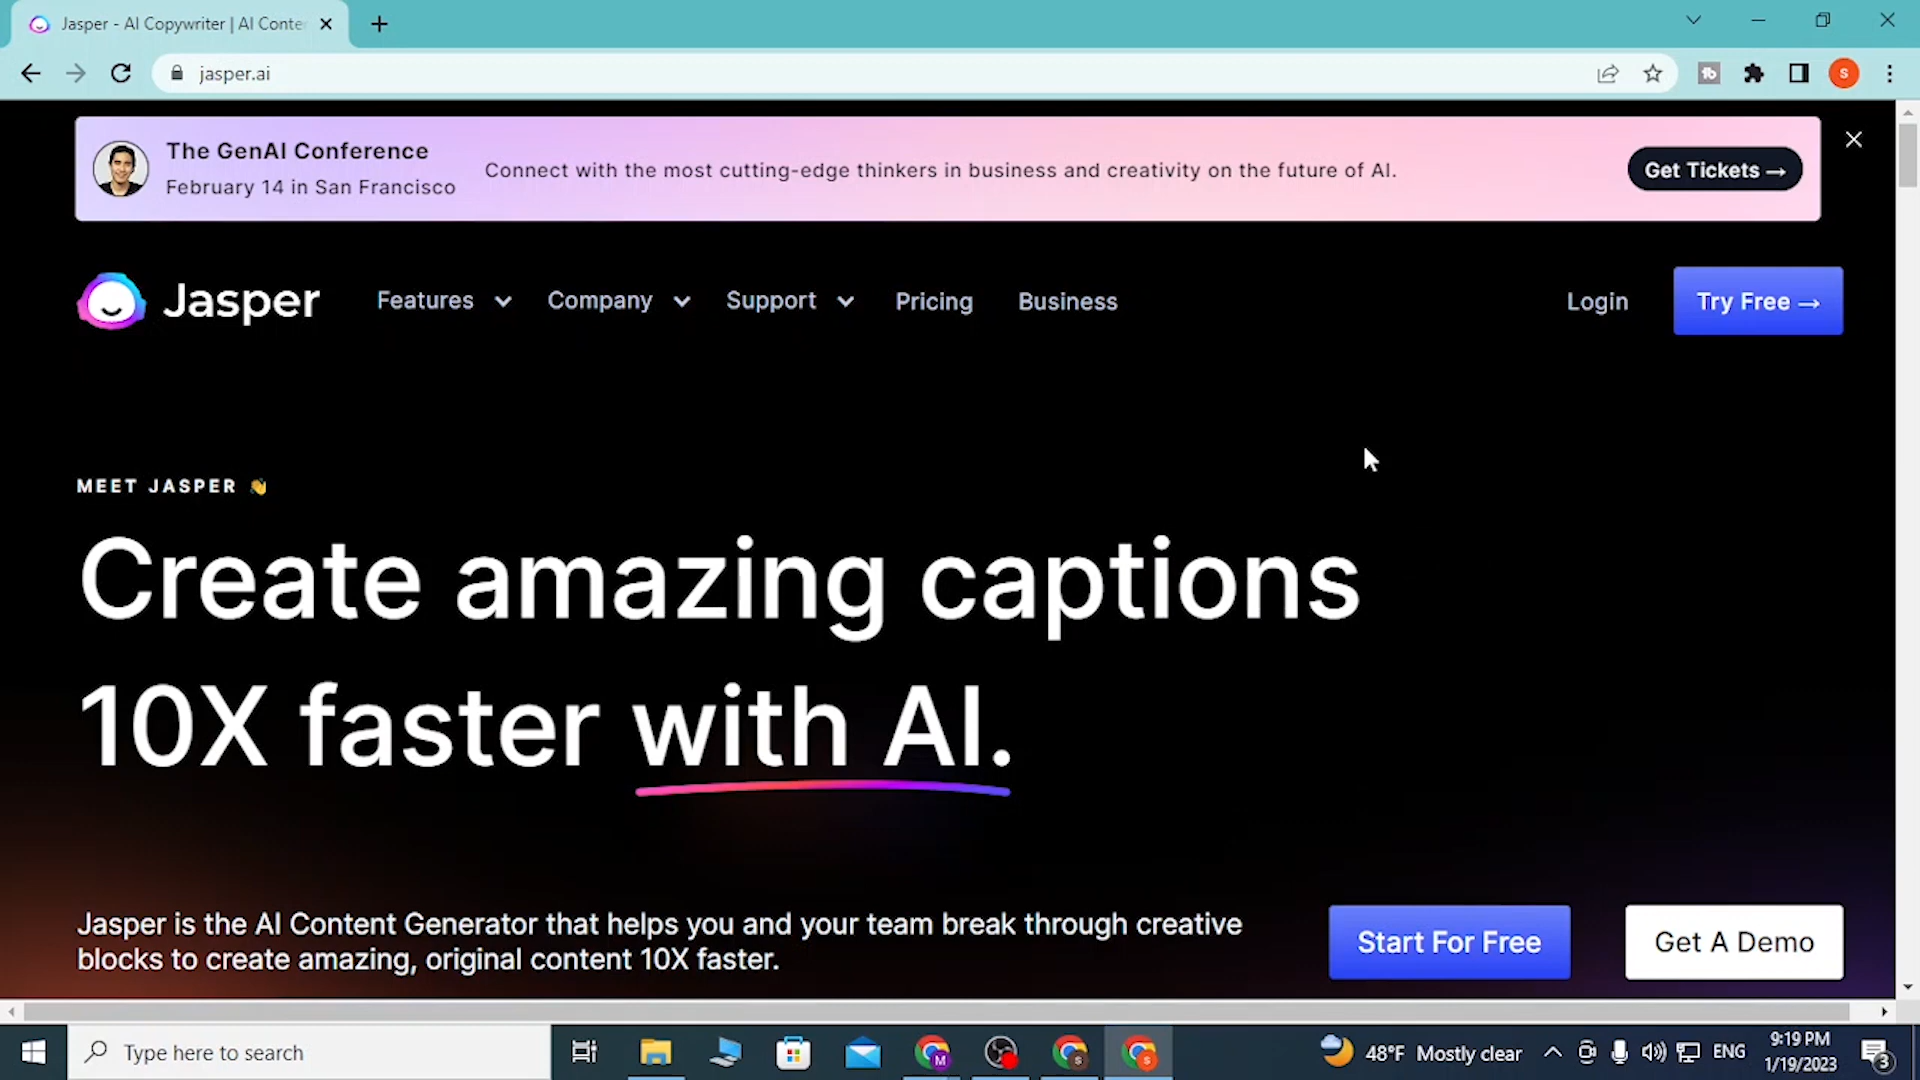 Jasper - AI Copywriter | AI Conte
jasper.ai
S
The GenAI Conference
February 14 in San Francisco
Connect with the most cutting-edge thinkers in business and creativity on the future of AI.
Get Tickets →
Jasper
Features
Company
Support
Pricing
Business
Login
Try Free →
MEET JASPER 👋
Create amazing captions
10X faster with AI.
Jasper is the AI Content Generator that helps you and your team break through creative
blocks to create amazing, original content 10X faster.
Start For Free
Get A Demo
Type here to search
M
S
S
48°F Mostly clear
ENG
9:19 PM
1/19/2023
3